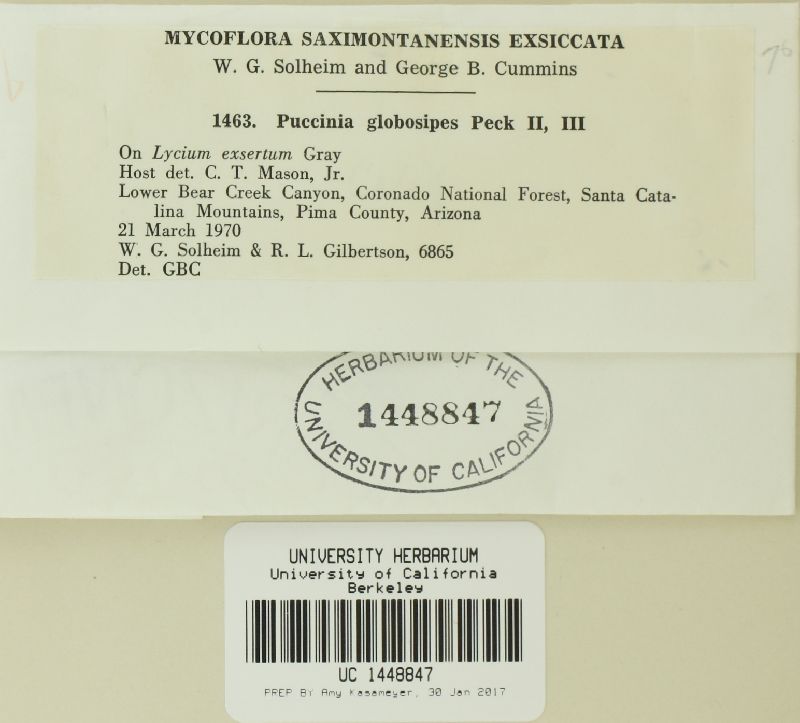 MYCOFLORA SAXIMONTANENSIS EXSICCATA
W. G. Solheim and George B. Cummins
1463. Puccinia globosipes Peck II, III
On Lycium exsertum Gray
Host det. C. T. Mason, Jr.
Lower Bear Creek Canyon, Coronado National Forest, Santa Cata-
lina Mountains, Pima County, Arizona
21 March 1970
W. G. Solheim & R. L. Gilbertson, 6865
Det. GBC
HERBARIUM OF THE
1448847
UNIVERSITY OF CALIFORNIA
UNIVERSITY HERBARIUM
University of California
Berkeley
UC 1448847
PREP BY Amy Kasameyer, 30 Jan 2017